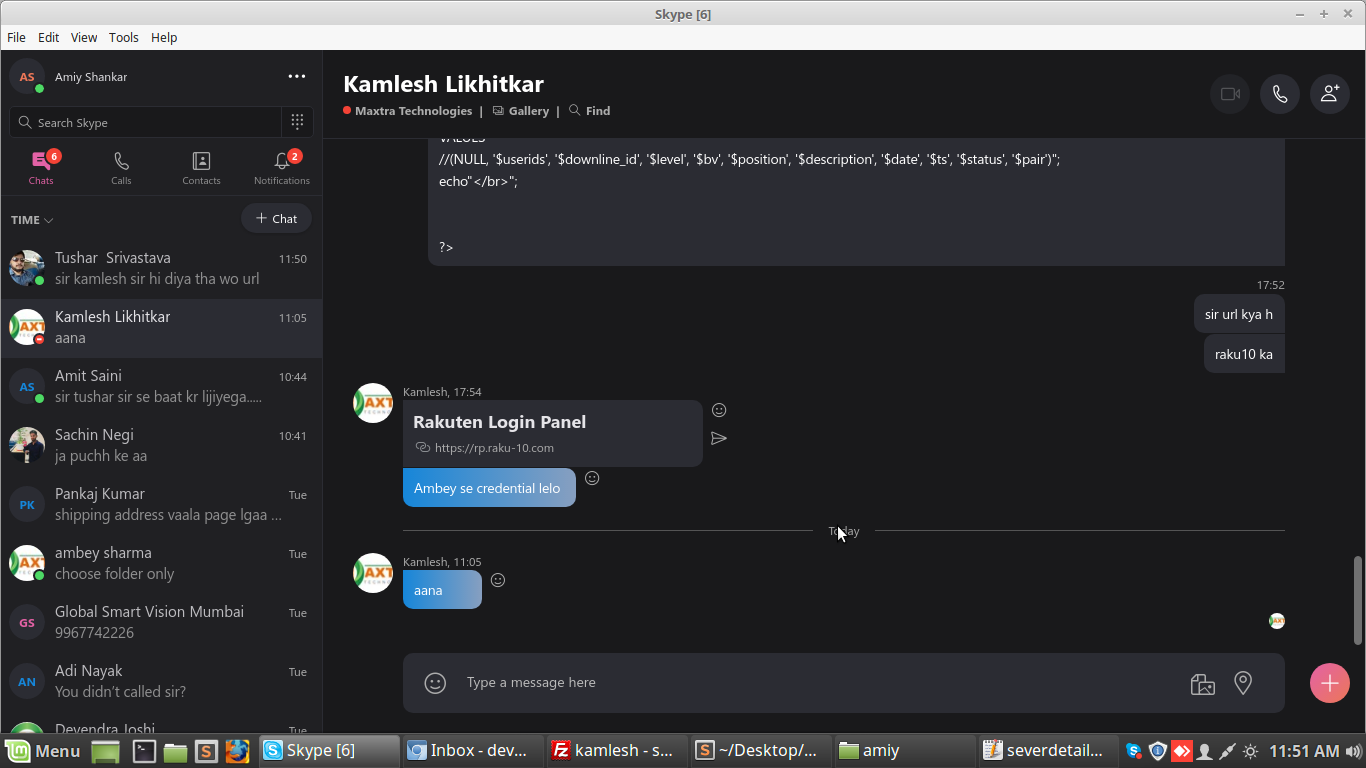 Skype [6]
File Edit View Tools Help
AS
Amiy Shankar
Search Skype
6
2
Chats
Calls
Contacts
Notifications
TIME
+ Chat
Tushar Srivastava
11:50
sir kamlesh sir hi diya tha wo url
Kamlesh Likhitkar
11:05
aana
AS
Amit Saini
10:44
sir tushar sir se baat kr lijiyega.....
Sachin Negi
10:41
ja puchh ke aa
PK
Pankaj Kumar
Tue
shipping address vaala page lgaa ...
ambey sharma
Tue
choose folder only
GS
Global Smart Vision Mumbai
Tue
9967742226
AN
Adi Nayak
Tue
You didn't called sir?
Devendra Joshi
Tue
Kamlesh Likhitkar
Maxtra Technologies | Gallery | Find
VALUES
//(NULL, '$userids', '$downline_id', '$level', '$bv', '$position', '$description', '$date', '$ts', '$status', '$pair')";
echo"</br>";
?>
17:52
sir url kya h
raku10 ka
Kamlesh, 17:54
Rakuten Login Panel
https://rp.raku-10.com
Ambey se credential lelo
Today
Kamlesh, 11:05
aana
Type a message here
Menu
Skype [6]
Inbox - dev...
kamlesh - s...
~/Desktop/...
amiy
severdetail...
11:51 AM